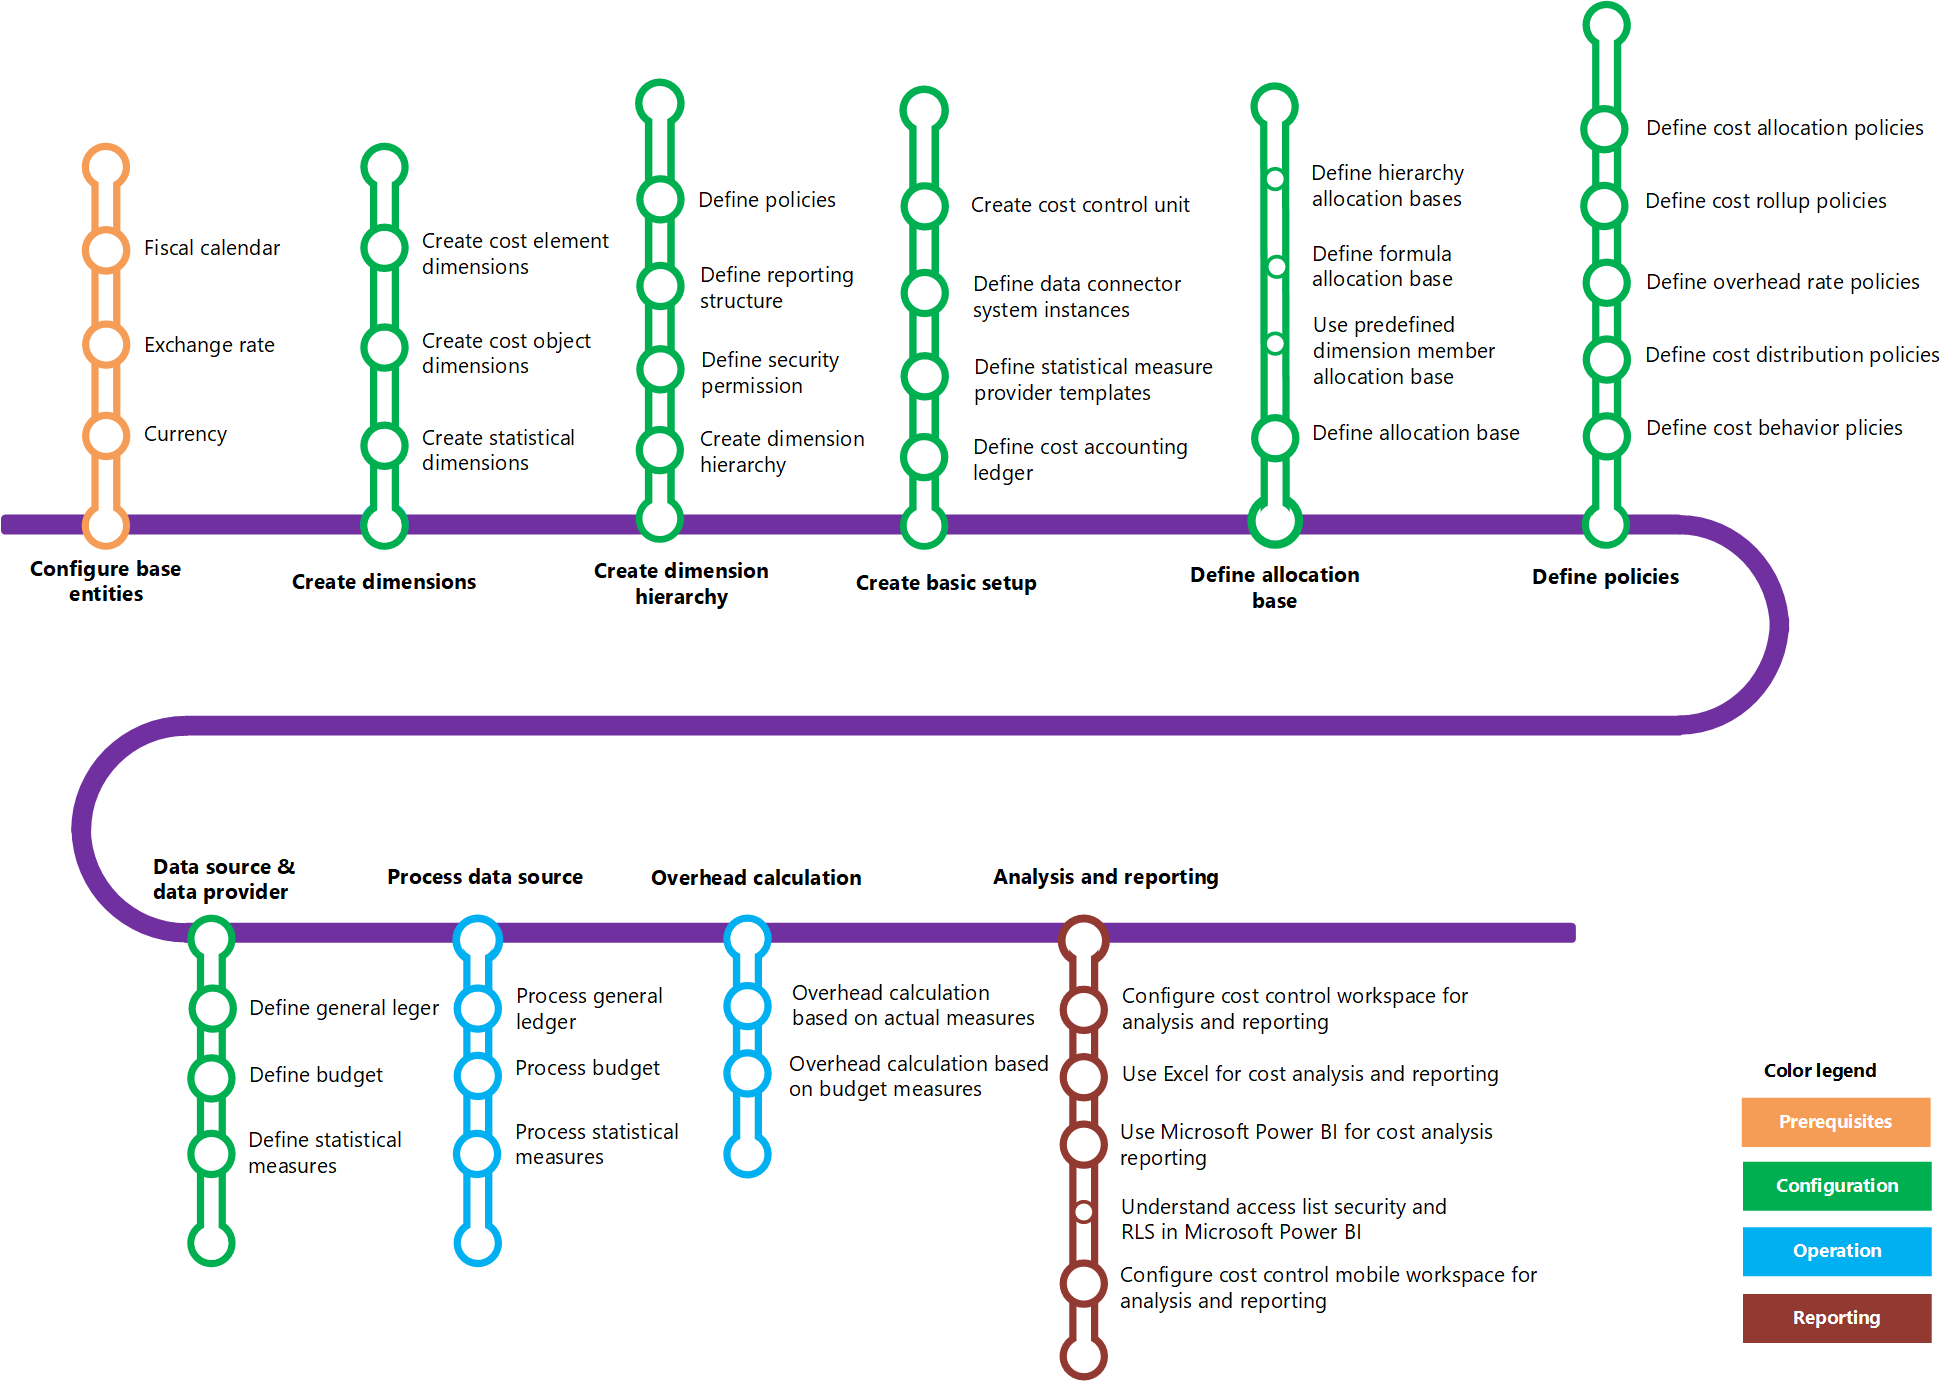 Fiscal calendar
Exchange rate
Currency
Configure base
entities
Create cost element
dimensions
Create cost object
dimensions
Create statistical
dimensions
Create dimensions
Define policies
Define reporting
structure
Define security
permission
Create dimension
hierarchy
Create dimension
hierarchy
Create cost control unit
Define data connector
system instances
Define statistical measure
provider templates
Define cost accounting
ledger
Create basic setup
Define hierarchy
allocation bases
Define formula
allocation base
Use predefined
dimension member
allocation base
Define allocation base
Define allocation
base
Define cost allocation policies
Define cost rollup policies
Define overhead rate policies
Define cost distribution policies
Define cost behavior plicies
Define policies
Data source &
data provider
Define general leger
Define budget
Define statistical
measures
Process data source
Process general
ledger
Process budget
Process statistical
measures
Overhead calculation
Overhead calculation
based on actual measures
Overhead calculation based
on budget measures
Analysis and reporting
Configure cost control workspace for
analysis and reporting
Use Excel for cost analysis and reporting
Use Microsoft Power BI for cost analysis
reporting
Understand access list security and
RLS in Microsoft Power BI
Configure cost control mobile workspace for
analysis and reporting
Color legend
Prerequisites
Configuration
Operation
Reporting